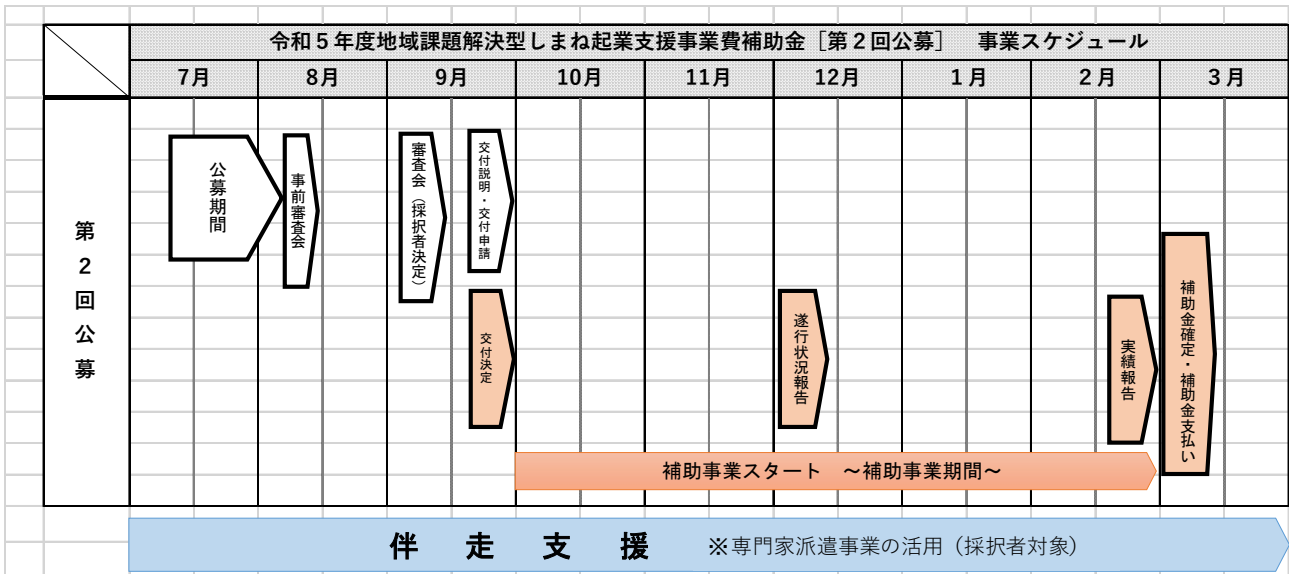 令和５年度地域課題解決型しまね起業支援事業費補助金［第２回公募］　事業スケジュール
7月
8月
9月
10月
11月
12月
１月
２月
３月
第２回公募
公募期間
事前審査会
審査会（採択者決定）
交付説明・交付申請
交付決定
遂行状況報告
実績報告
補助金確定・補助金支払い
補助事業スタート　～補助事業期間～
伴走支援　※専門家派遣事業の活用（採択者対象）